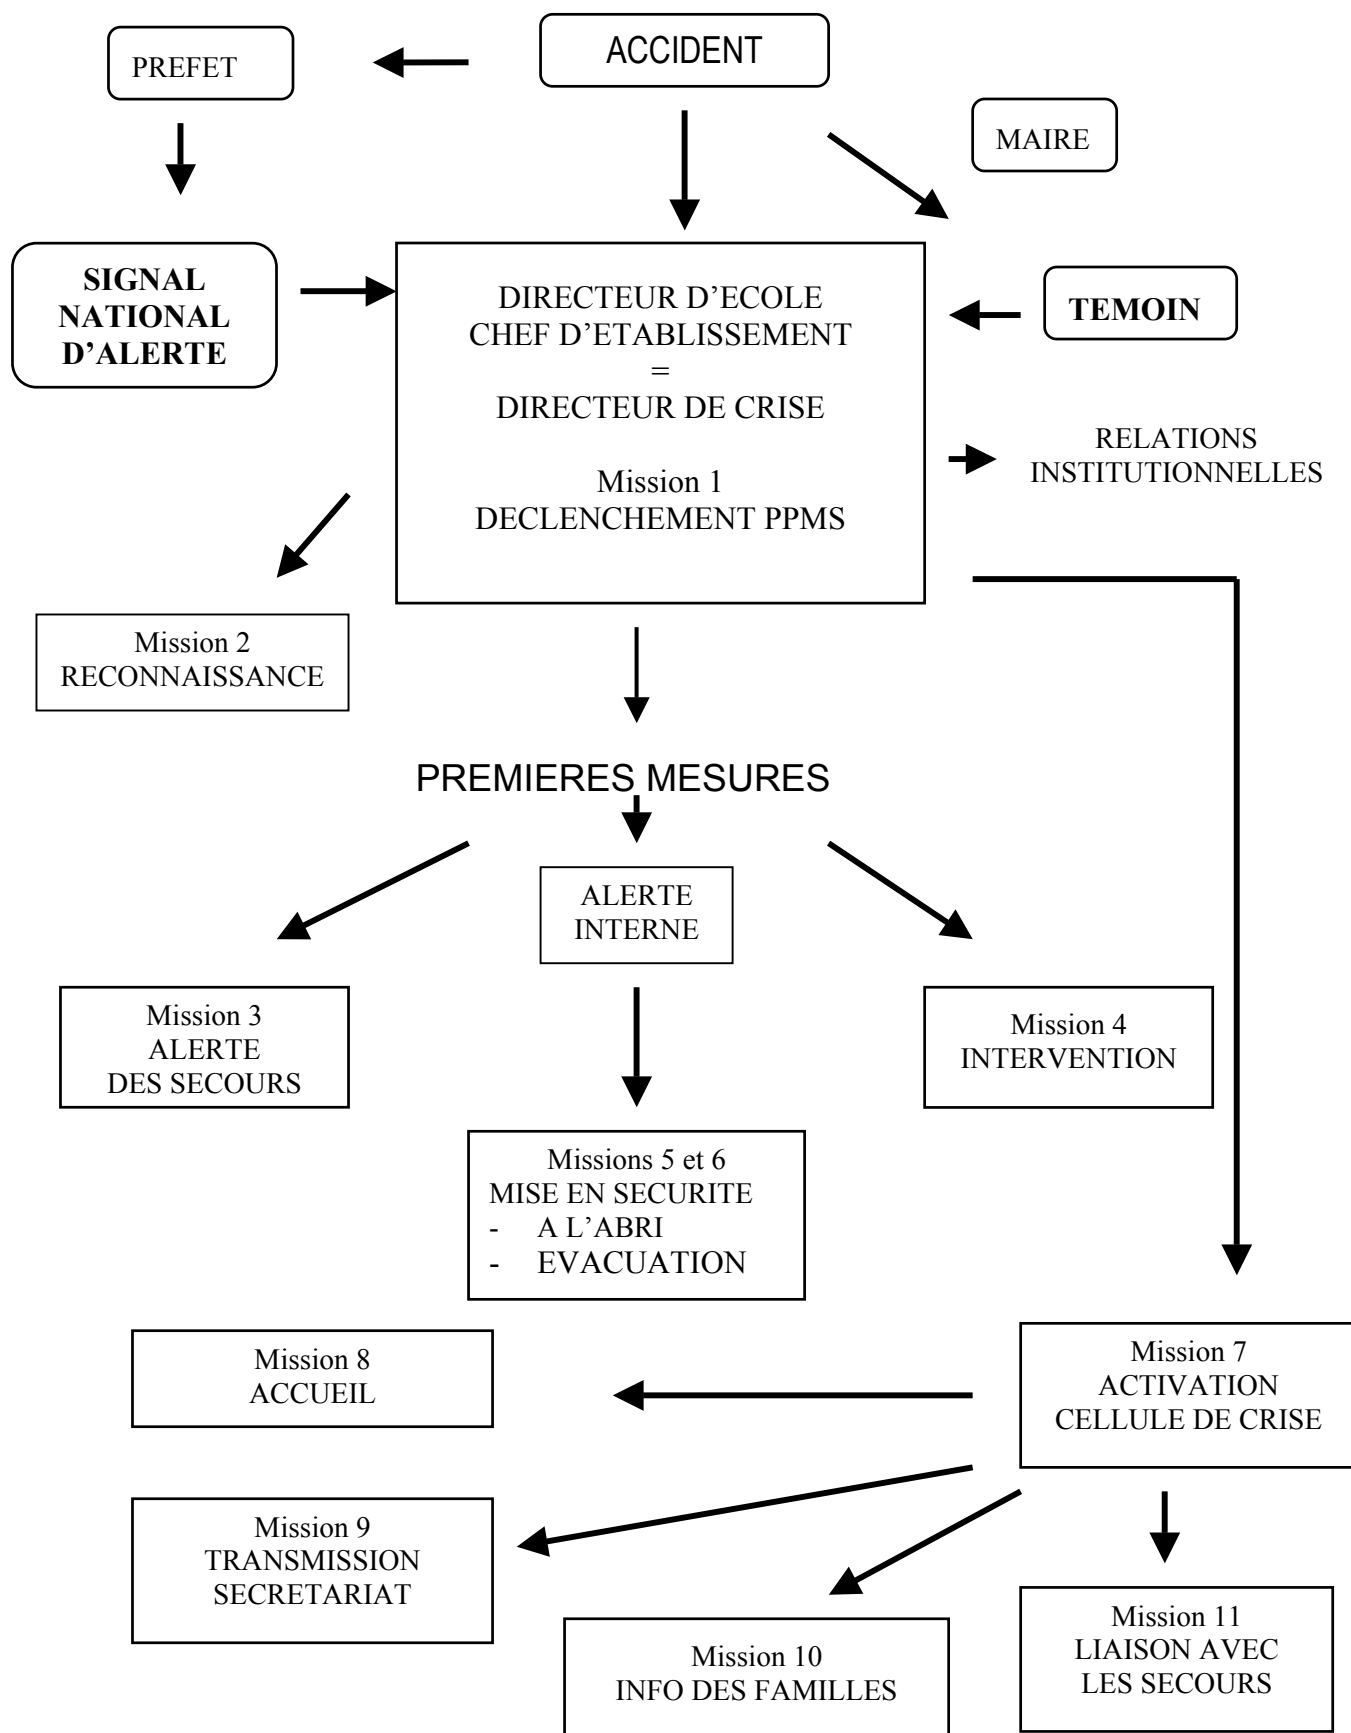 ACCIDENT
PREFET
MAIRE
SIGNAL
NATIONAL
D’ALERTE
DIRECTEUR D’ECOLE
CHEF D’ETABLISSEMENT
=
DIRECTEUR DE CRISE
Mission 1
DECLENCHEMENT PPMS
TEMOIN
RELATIONS
INSTITUTIONNELLES
Mission 2
RECONNAISSANCE
PREMIERES MESURES
ALERTE
INTERNE
Mission 3
ALERTE
DES SECOURS
Mission 4
INTERVENTION
Missions 5 et 6
MISE EN SECURITE
- A L’ABRI
- EVACUATION
Mission 8
ACCUEIL
Mission 7
ACTIVATION
CELLULE DE CRISE
Mission 9
TRANSMISSION
SECRETARIAT
Mission 10
INFO DES FAMILLES
Mission 11
LIAISON AVEC
LES SECOURS